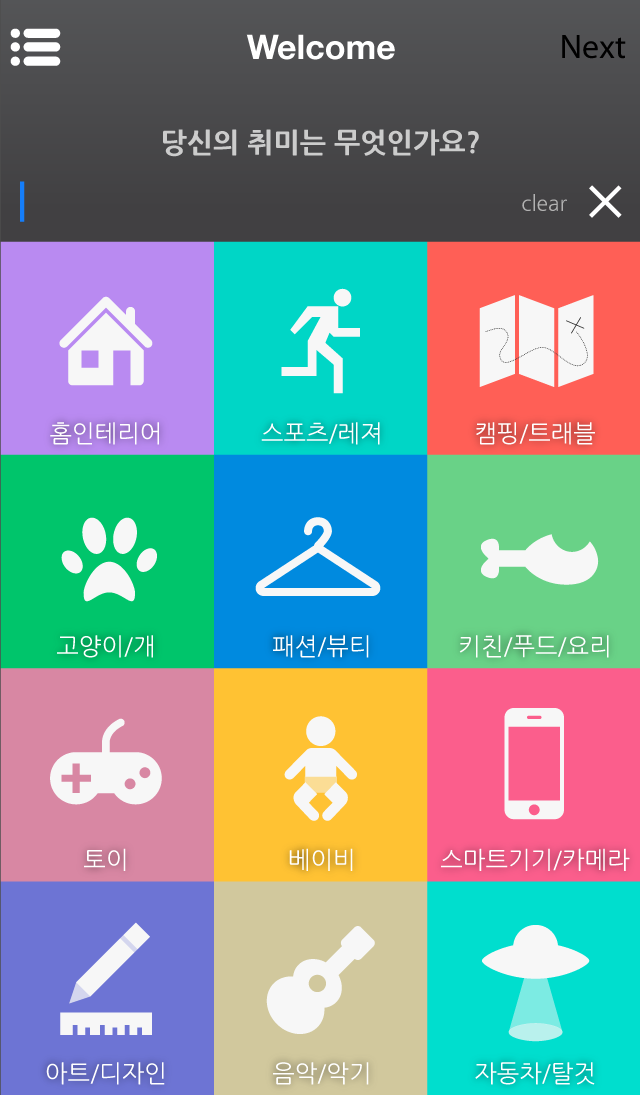 Welcome
Next
당신의 취미는 무엇인가요?
clear
홈인테리어
스포츠/레져
캠핑/트래블
고양이/개
패션/뷰티
키친/푸드/요리
토이
베이비
스마트기기/카메라
아트/디자인
음악/악기
자동차/탈것